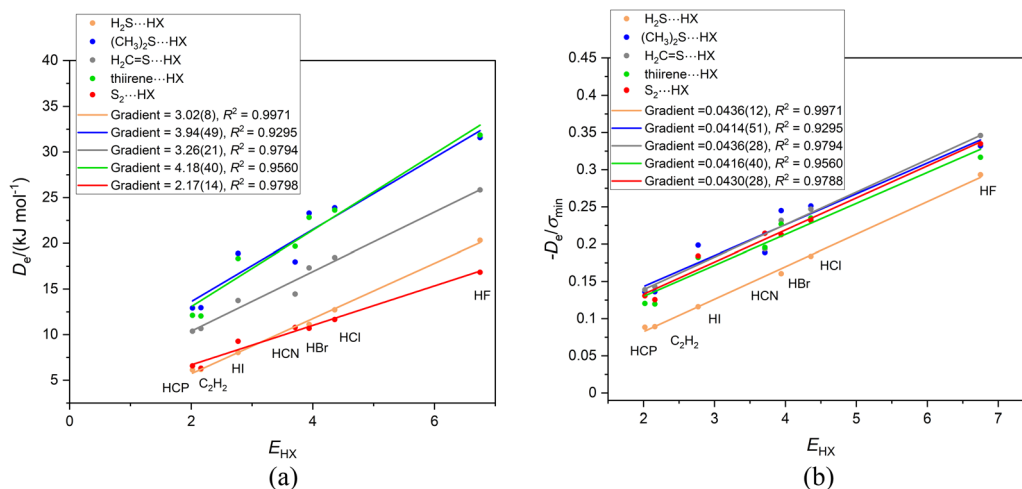 H₂S···HX
(CH₃)₂S···HX
H₂C=S···HX
thiirene···HX
S₂···HX
Gradient = 3.02(8), R² = 0.9971
Gradient = 3.94(49), R² = 0.9295
Gradient = 3.26(21), R² = 0.9794
Gradient = 4.18(40), R² = 0.9560
Gradient = 2.17(14), R² = 0.9798
40
35
30
25
20
15
10
5
0
Dₑ/(kJ mol⁻¹)
HCP
C₂H₂
HI
HCN
HBr
HCl
HF
0
2
4
6
E_HX
(a)
H₂S···HX
(CH₃)₂S···HX
H₂C=S···HX
thiirene···HX
S₂···HX
Gradient =0.0436(12), R² = 0.9971
Gradient =0.0414(51), R² = 0.9295
Gradient =0.0436(28), R² = 0.9794
Gradient =0.0416(40), R² = 0.9560
Gradient =0.0430(28), R² = 0.9788
0.45
0.40
0.35
0.30
0.25
0.20
0.15
0.10
0.05
0
-Dₑ/σ_min
HCP
C₂H₂
HI
HCN
HBr
HCl
HF
1
2
3
4
5
6
7
E_HX
(b)